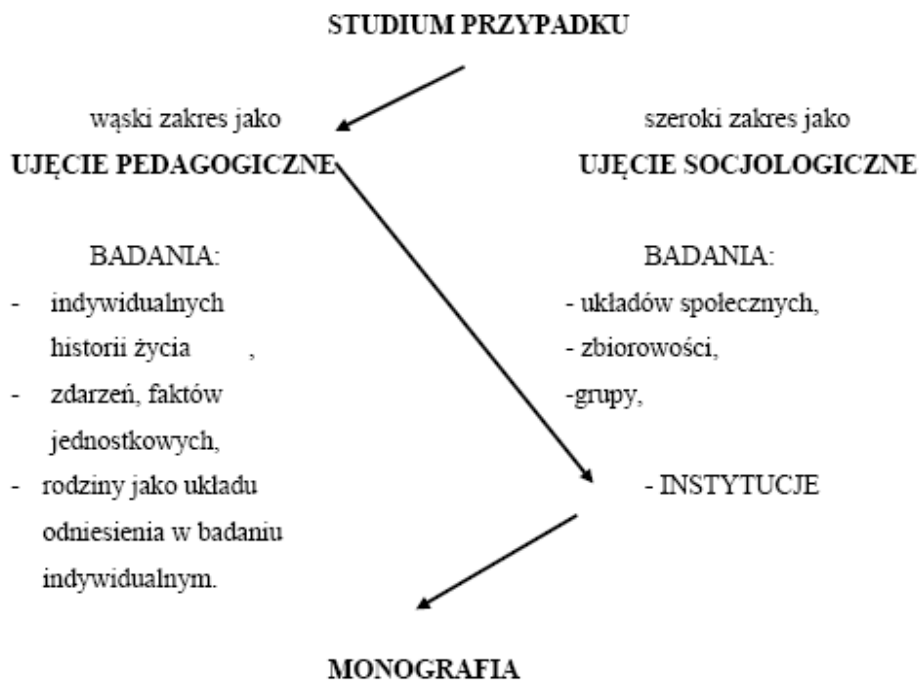 STUDIUM PRZYPADKU
wąski zakres jako
UJĘCIE PEDAGOGICZNE
BADANIA:
- indywidualnych
historii życia ,
- zdarzeń, faktów
jednostkowych,
- rodziny jako układu
odniesienia w badaniu
indywidualnym.
szeroki zakres jako
UJĘCIE SOCJOLOGICZNE
BADANIA:
- układów społecznych,
- zbiorowości,
-grupy,
- INSTYTUCJE
MONOGRAFIA